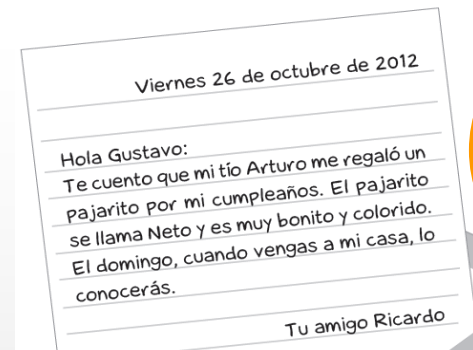 Viernes 26 de octubre de 2012
Hola Gustavo:
Te cuento que mi tío Arturo me regaló un
pajarito por mi cumpleaños. El pajarito
se llama Neto y es muy bonito y colorido.
El domingo, cuando vengas a mi casa, lo
conocerás.
Tu amigo Ricardo